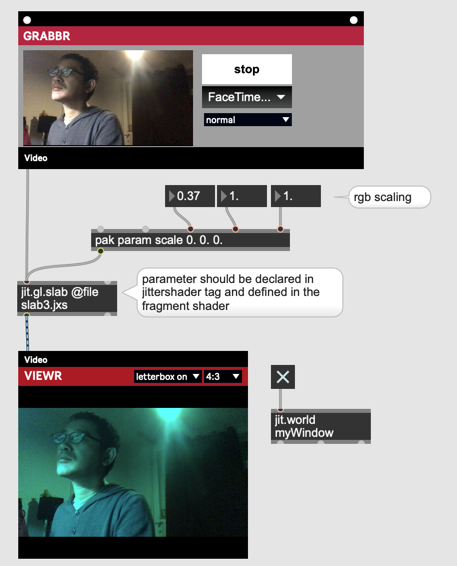 GRABBR
stop
FaceTime...
normal
Video
0.37
1.
1.
rgb scaling
pak param scale 0. 0. 0.
jit.gl.slab @file
slab3.jxs
parameter should be declared in
jittershader tag and defined in the
fragment shader
Video
VIEWR
letterbox on
4:3
jit.world
myWindow